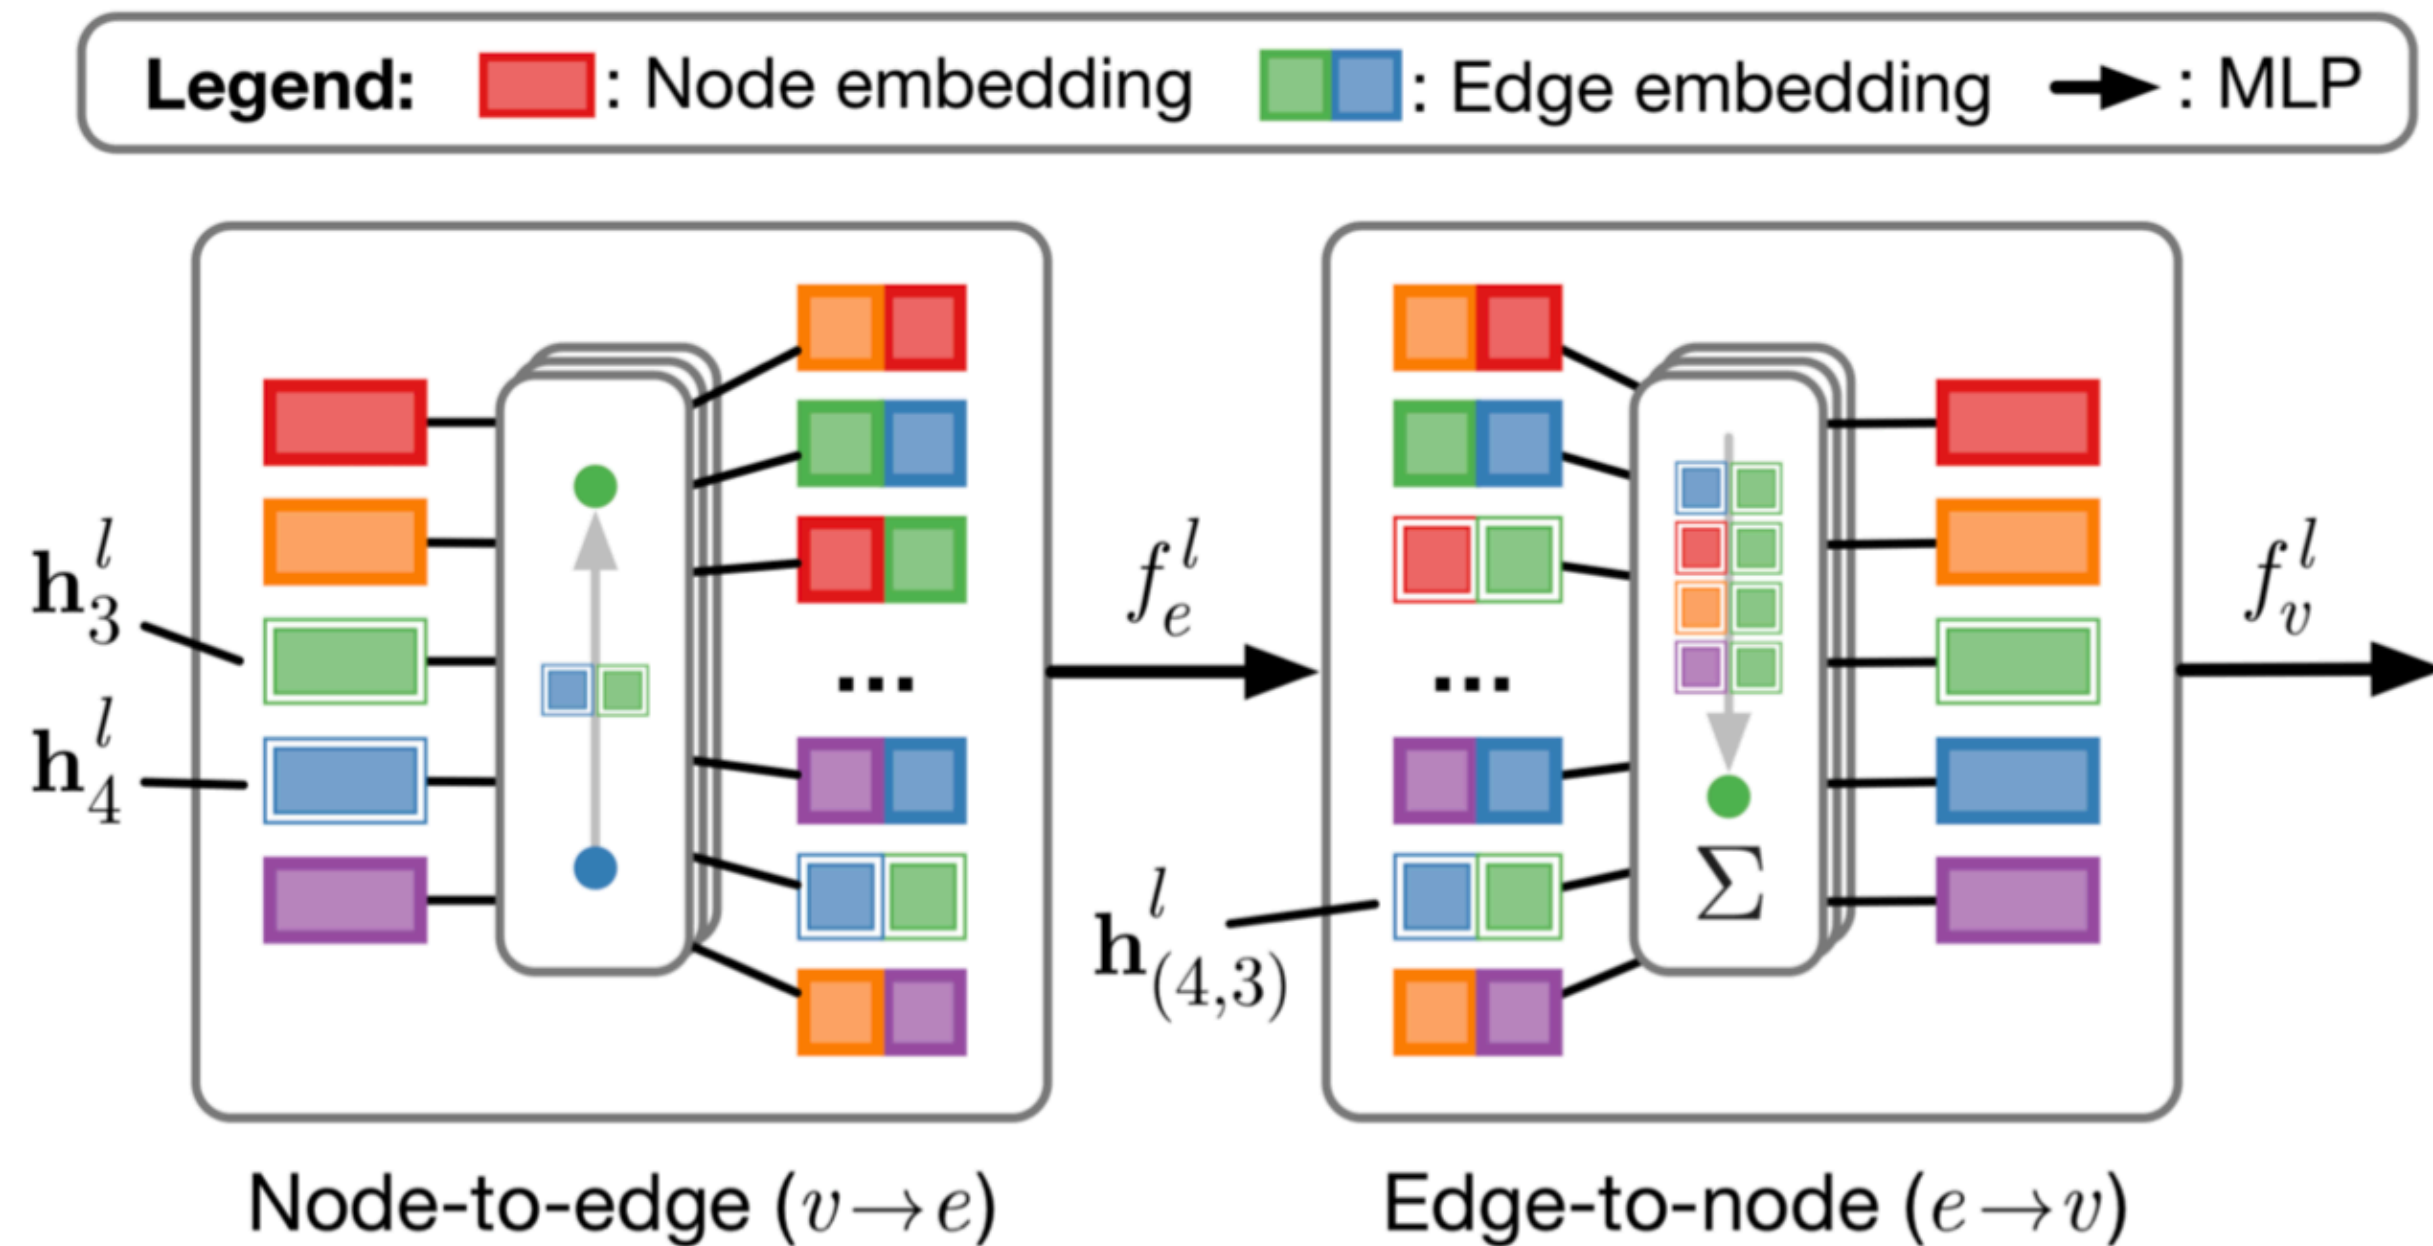 Legend: : Node embedding : Edge embedding : MLP
h_3^l
h_4^l
...
f_e^l
h_{(4,3)}^l
...
Σ
f_v^l
Node-to-edge (v→e)
Edge-to-node (e→v)